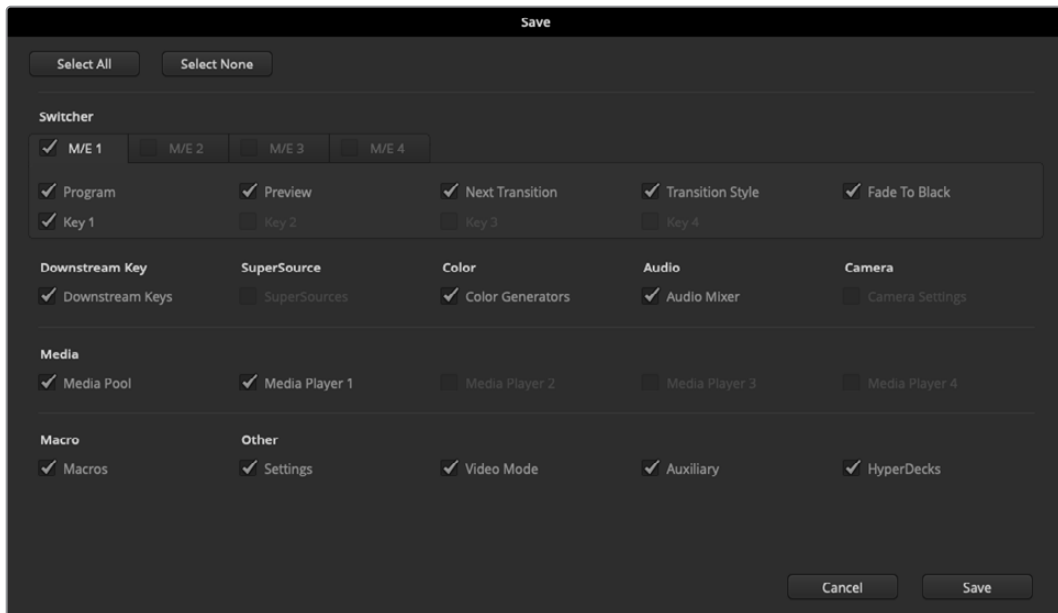 Save
Select All Select None
Switcher
M/E 1 M/E 2 M/E 3 M/E 4
Program Preview Next Transition Transition Style Fade To Black
Key 1 Key 2 Key 3 Key 4
Downstream Key SuperSource Color Audio Camera
Downstream Keys SuperSources Color Generators Audio Mixer Camera Settings
Media
Media Pool Media Player 1 Media Player 2 Media Player 3 Media Player 4
Macro Other
Macros Settings Video Mode Auxiliary HyperDecks
Cancel Save